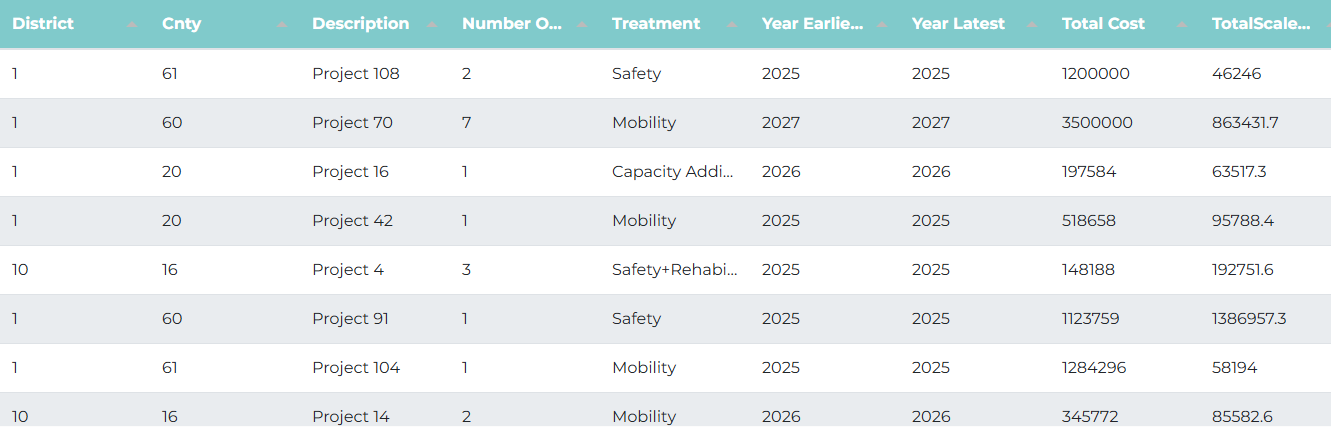 District Cnty Description Number O... Treatment Year Earlie... Year Latest Total Cost TotalScale...
1 61 Project 108 2 Safety 2025 2025 1200000 46246
1 60 Project 70 7 Mobility 2027 2027 3500000 863431.7
1 20 Project 16 1 Capacity Addi... 2026 2026 197584 63517.3
1 20 Project 42 1 Mobility 2025 2025 518658 95788.4
10 16 Project 4 3 Safety+Rehabi... 2025 2025 148188 192751.6
1 60 Project 91 1 Safety 2025 2025 1123759 1386957.3
1 61 Project 104 1 Mobility 2025 2025 1284296 58194
10 16 Project 14 2 Mobility 2026 2026 345772 85582.6